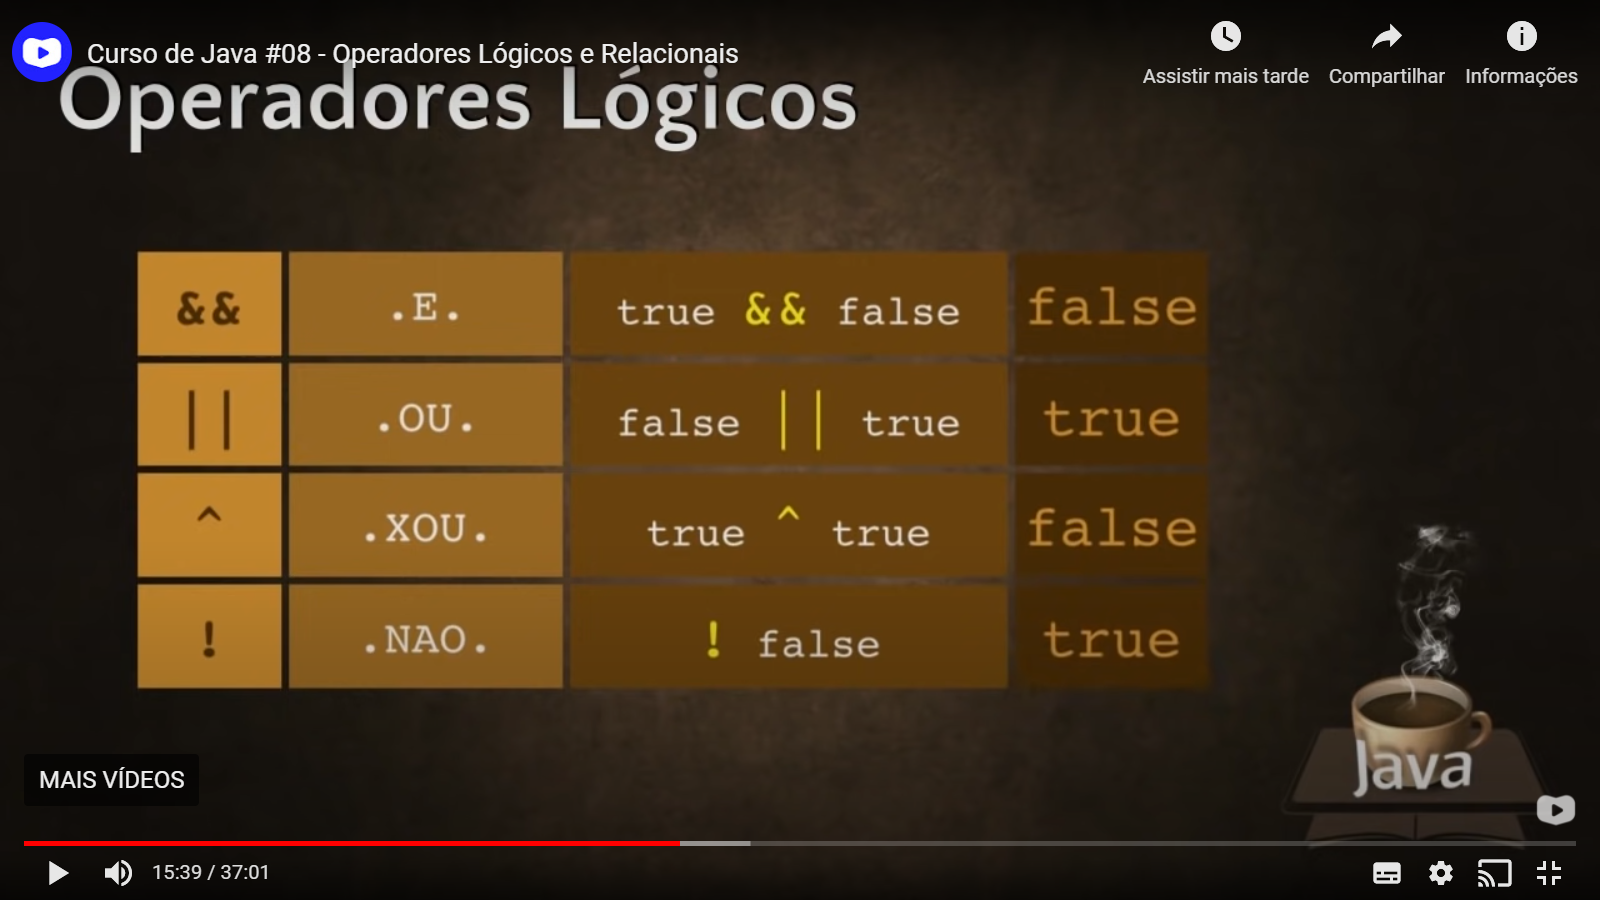 Curso de Java #08 - Operadores Lógicos e Relacionais
Assistir mais tarde
Compartilhar
Informações
Operadores Lógicos
&& .E. true && false false
|| .OU. false || true true
^ .XOU. true ^ true false
! .NAO. ! false true
Java
MAIS VÍDEOS
15:39 / 37:01